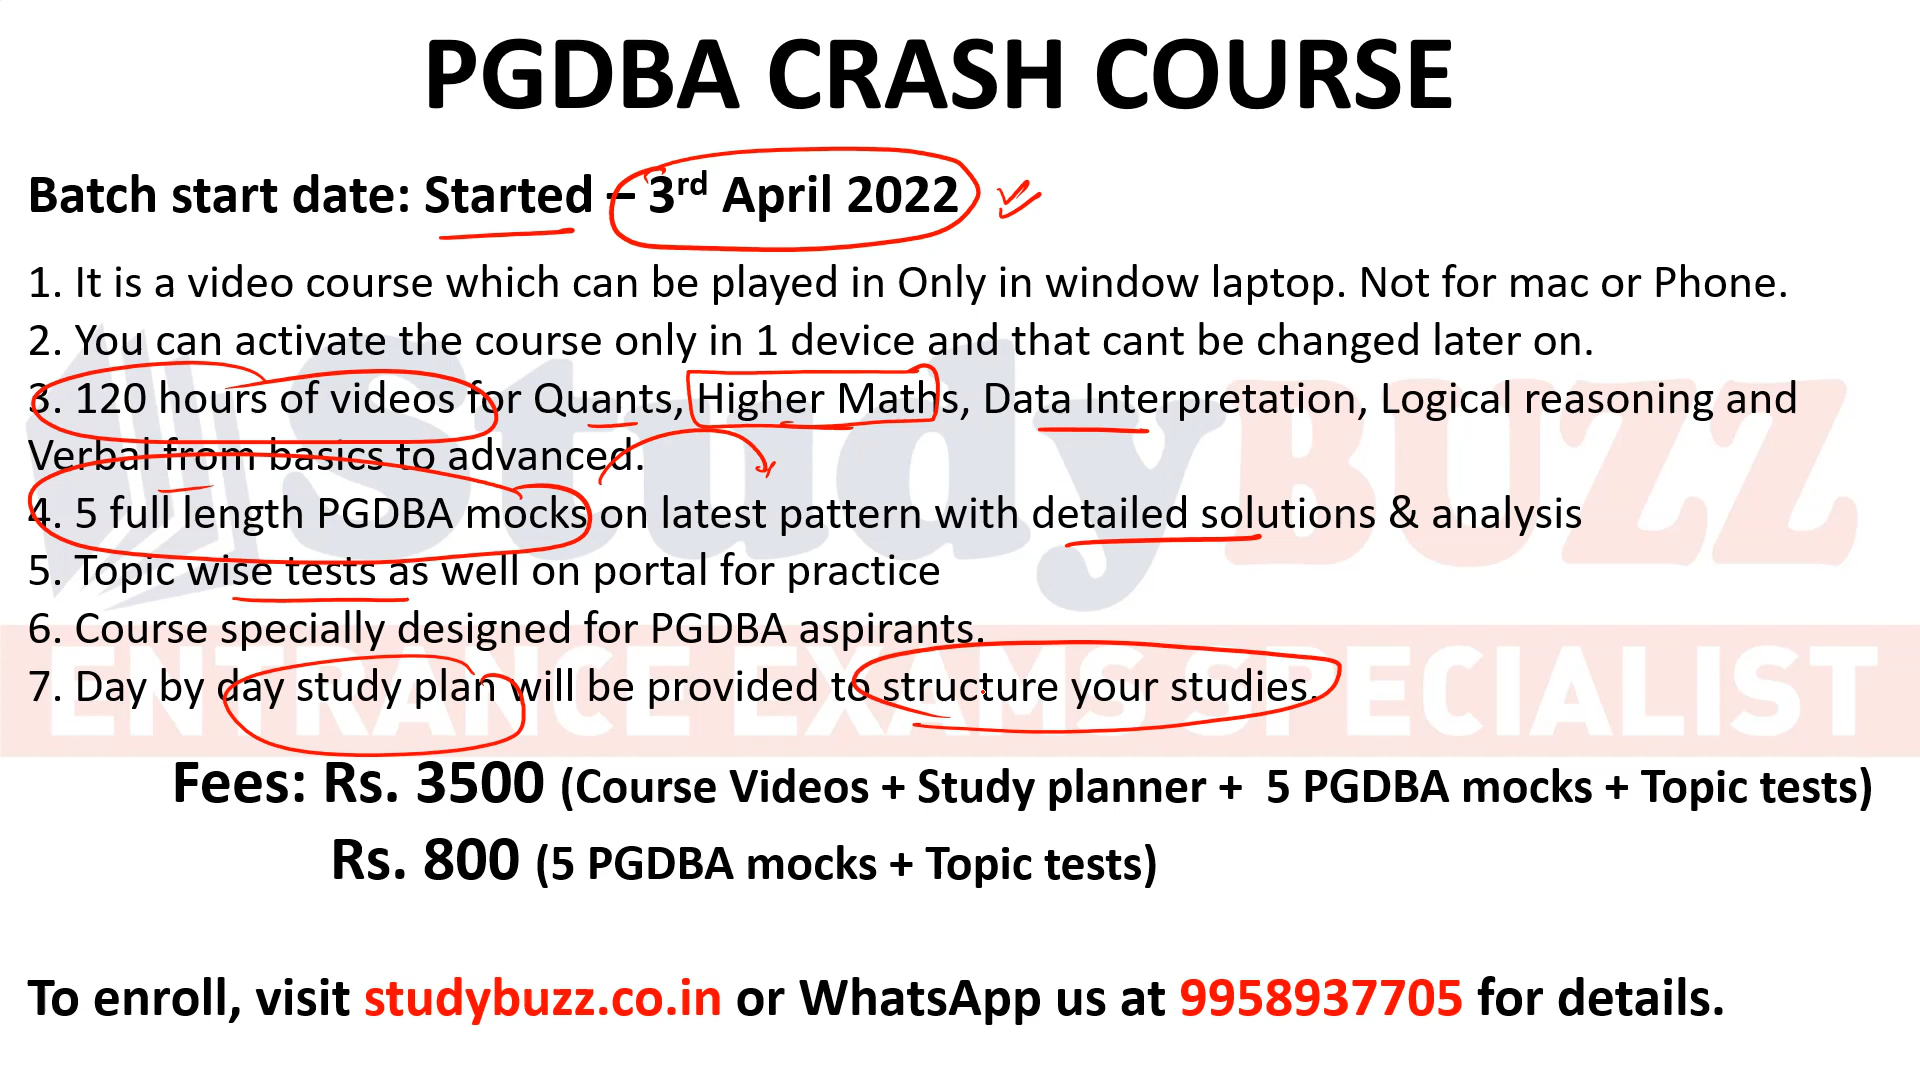 PGDBA CRASH COURSE
Batch start date: Started – 3rd April 2022
1. It is a video course which can be played in Only in window laptop. Not for mac or Phone.
2. You can activate the course only in 1 device and that cant be changed later on.
3. 120 hours of videos for Quants, Higher Maths, Data Interpretation, Logical reasoning and
Verbal from basics to advanced.
4. 5 full length PGDBA mocks on latest pattern with detailed solutions & analysis
5. Topic wise tests as well on portal for practice
6. Course specially designed for PGDBA aspirants.
7. Day by day study plan will be provided to structure your studies.
StudyBUZZ
ENTRANCE EXAMS SPECIALIST
Fees: Rs. 3500 (Course Videos + Study planner + 5 PGDBA mocks + Topic tests)
Rs. 800 (5 PGDBA mocks + Topic tests)
To enroll, visit studybuzz.co.in or WhatsApp us at 9958937705 for details.